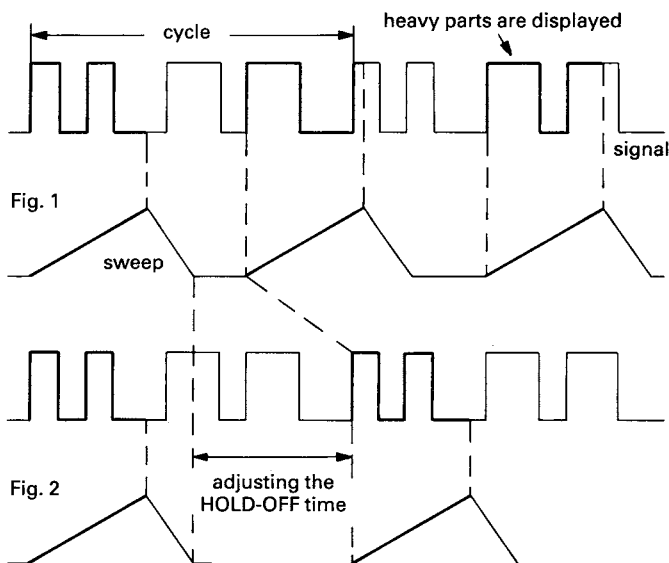 cycle
heavy parts are displayed
signal
Fig. 1
sweep
Fig. 2
adjusting the
HOLD-OFF time